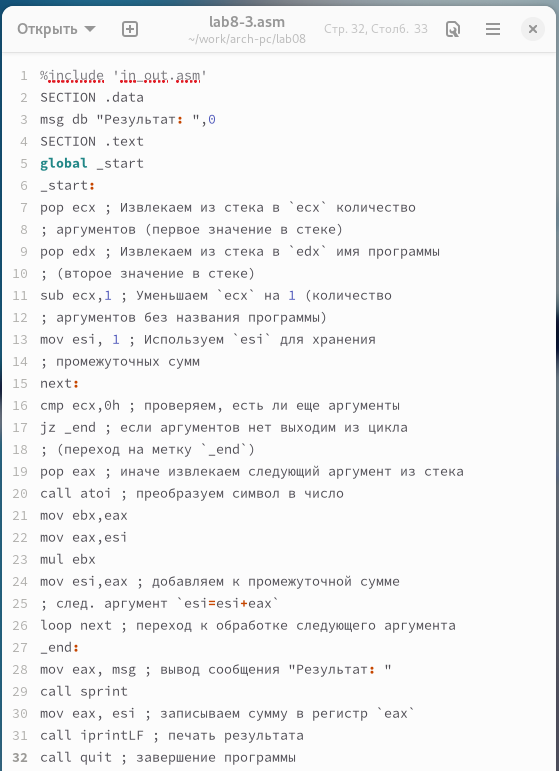 Открыть
lab8-3.asm
~/work/arch-pc/lab08
Стр. 32, Столб. 33
1 %include 'in_out.asm'
2 SECTION .data
3 msg db "Результат: ",0
4 SECTION .text
5 global _start
6 _start:
7 pop ecx ; Извлекаем из стека в `ecx` количество
8 ; аргументов (первое значение в стеке)
9 pop edx ; Извлекаем из стека в `edx` имя программы
10 ; (второе значение в стеке)
11 sub ecx,1 ; Уменьшаем `ecx` на 1 (количество
12 ; аргументов без названия программы)
13 mov esi, 1 ; Используем `esi` для хранения
14 ; промежуточных сумм
15 next:
16 cmp ecx,0h ; проверяем, есть ли еще аргументы
17 jz _end ; если аргументов нет выходим из цикла
18 ; (переход на метку `_end`)
19 pop eax ; иначе извлекаем следующий аргумент из стека
20 call atoi ; преобразуем символ в число
21 mov ebx,eax
22 mov eax,esi
23 mul ebx
24 mov esi,eax ; добавляем к промежуточной сумме
25 ; след. аргумент `esi=esi+eax`
26 loop next ; переход к обработке следующего аргумента
27 _end:
28 mov eax, msg ; вывод сообщения "Результат: "
29 call sprint
30 mov eax, esi ; записываем сумму в регистр `eax`
31 call iprintLF ; печать результата
32 call quit ; завершение программы